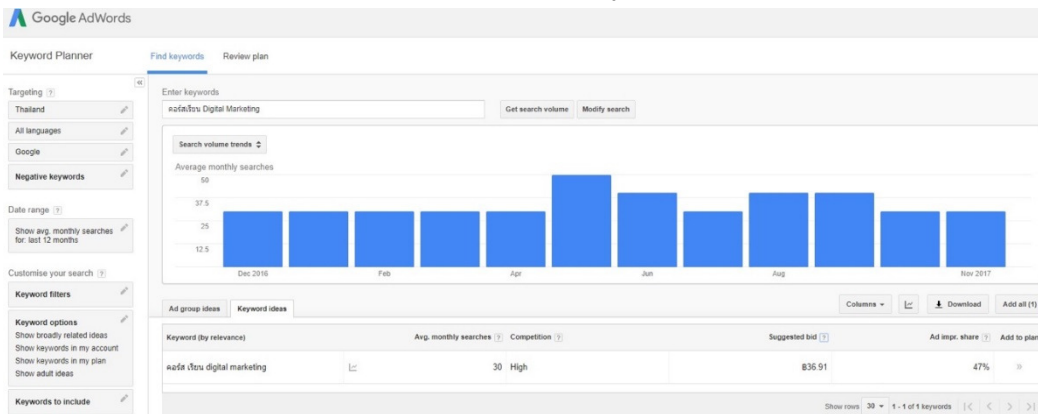 Google AdWords
Keyword Planner
Find keywords Review plan
Targeting ?
Thailand
All languages
Google
Negative keywords
Date range ?
Show avg. monthly searches
for: last 12 months
Customise your search ?
Keyword filters
Keyword options
Show broadly related ideas
Show keywords in my account
Show keywords in my plan
Show adult ideas
Keywords to include
Enter keywords
คอร์สเรียน Digital Marketing
Get search volume Modify search
Search volume trends
Average monthly searches
50
37.5
25
12.5
Dec 2016 Feb Apr Jun Aug Nov 2017
Ad group ideas Keyword ideas
Columns Download Add all (1)
Keyword (by relevance) Avg. monthly searches ? Competition ? Suggested bid ? Ad impr. share ? Add to plan
คอร์ส เรียน digital marketing 30 High ฿36.91 47% »
Show rows 30 1 - 1 of 1 keywords